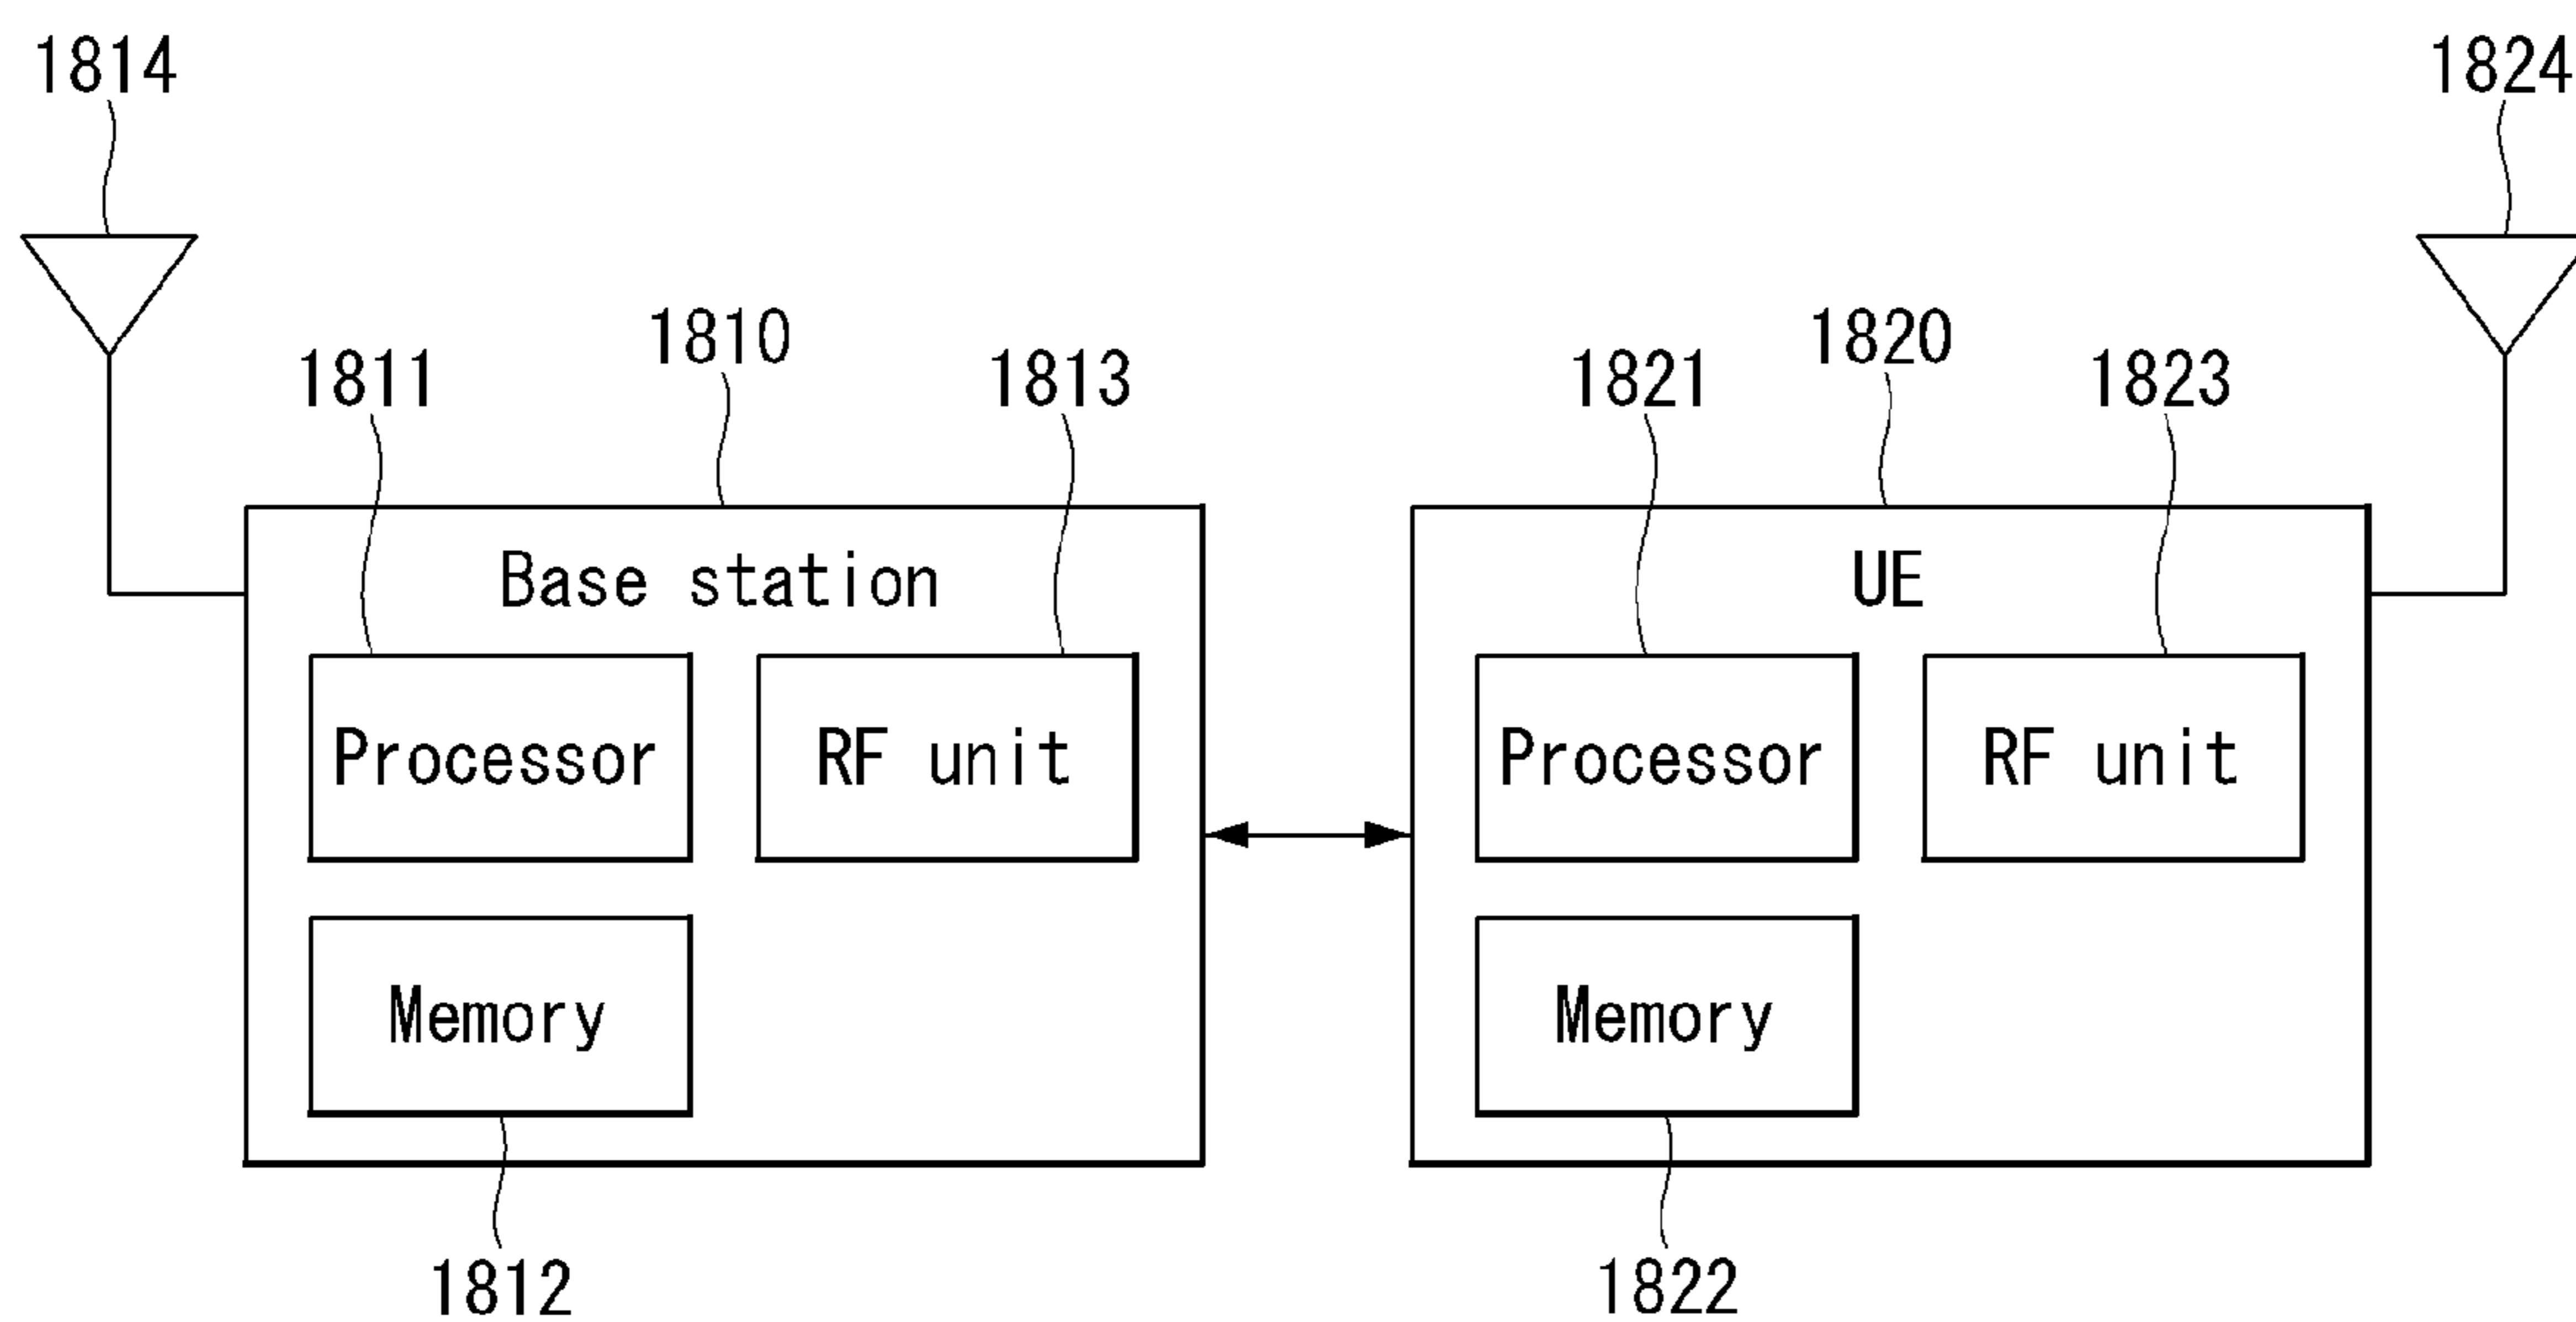 1814
1824
1810
1820
1811
1813
1821
1823
Base station
UE
Processor
RF unit
Processor
RF unit
Memory
Memory
1812
1822